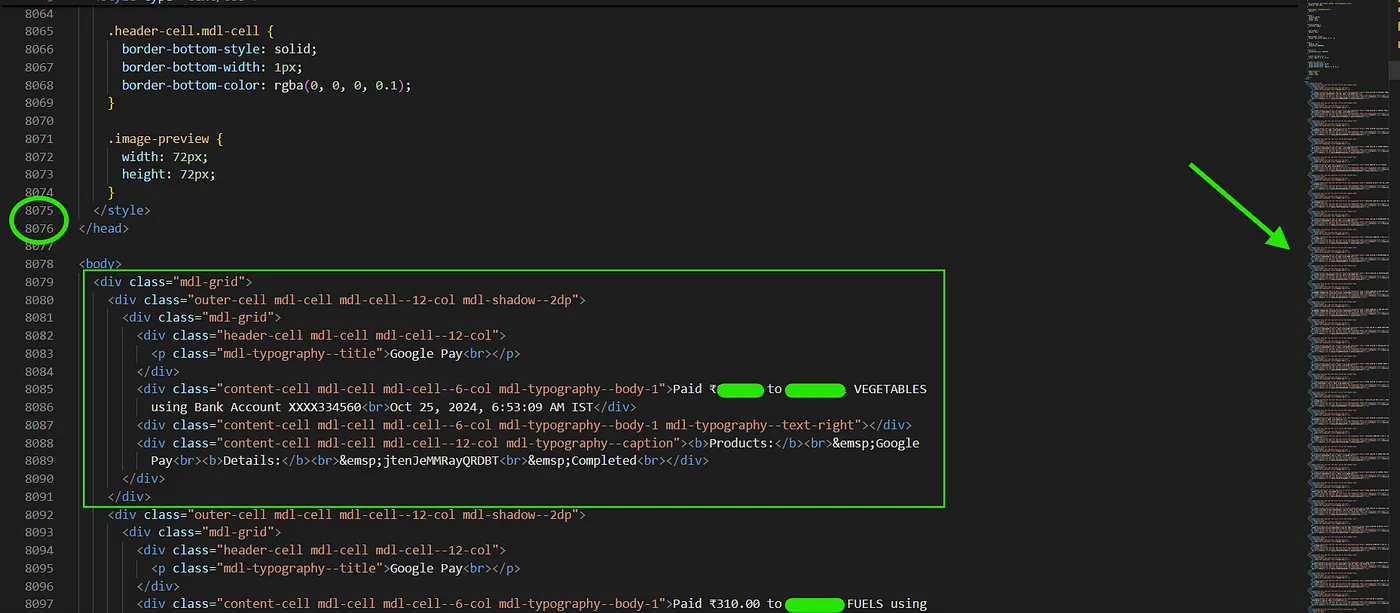 8064
8065 .header-cell.mdl-cell {
8066 border-bottom-style: solid;
8067 border-bottom-width: 1px;
8068 border-bottom-color: rgba(0, 0, 0, 0.1);
8069 }
8070
8071 .image-preview {
8072 width: 72px;
8073 height: 72px;
8074 }
8075 </style>
8076 </head>
8077
8078 <body>
8079 <div class="mdl-grid">
8080 <div class="outer-cell mdl-cell mdl-cell--12-col mdl-shadow--2dp">
8081 <div class="mdl-grid">
8082 <div class="header-cell mdl-cell mdl-cell--12-col">
8083 <p class="mdl-typography--title">Google Pay<br></p>
8084 </div>
8085 <div class="content-cell mdl-cell mdl-cell--6-col mdl-typography--body-1">Paid ₹ to VEGETABLES
8086 using Bank Account XXXX334560<br>Oct 25, 2024, 6:53:09 AM IST</div>
8087 <div class="content-cell mdl-cell mdl-cell--6-col mdl-typography--body-1 mdl-typography--text-right"></div>
8088 <div class="content-cell mdl-cell mdl-cell--12-col mdl-typography--caption"><b>Products:</b><br>&emsp;Google
8089 Pay<br><b>Details:</b><br>&emsp;jtenJeMMRayQRDBT<br>&emsp;Completed<br></div>
8090 </div>
8091 </div>
8092 <div class="outer-cell mdl-cell mdl-cell--12-col mdl-shadow--2dp">
8093 <div class="mdl-grid">
8094 <div class="header-cell mdl-cell mdl-cell--12-col">
8095 <p class="mdl-typography--title">Google Pay<br></p>
8096 </div>
8097 <div class="content-cell mdl-cell mdl-cell--6-col mdl-typography--body-1">Paid ₹310.00 to FUELS using